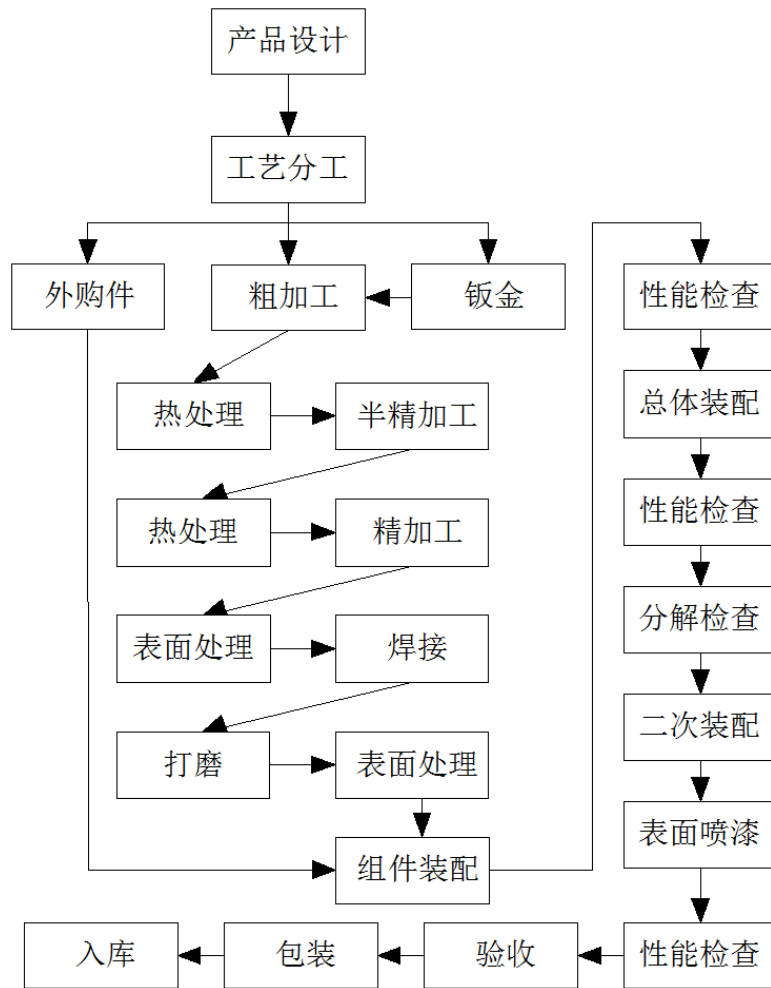 产品设计
工艺分工
外购件
粗加工
钣金
热处理
半精加工
热处理
精加工
表面处理
焊接
打磨
表面处理
组件装配
性能检查
总体装配
性能检查
分解检查
二次装配
表面喷漆
性能检查
验收
包装
入库